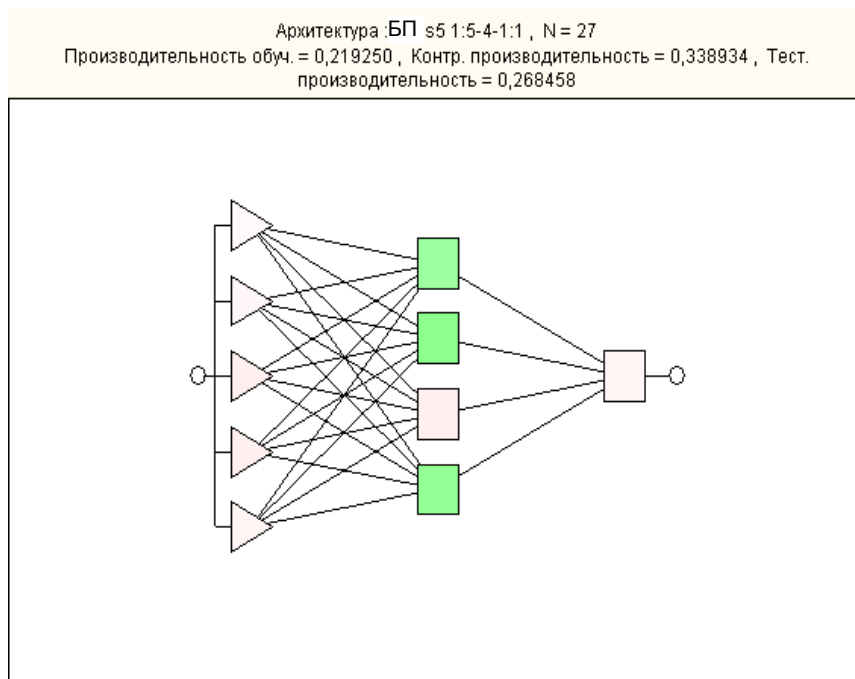 Архитектура : БП s5 1:5-4-1:1 , N = 27
Производительность обуч. = 0,219250 , Контр. производительность = 0,338934 , Тест.
производительность = 0,268458